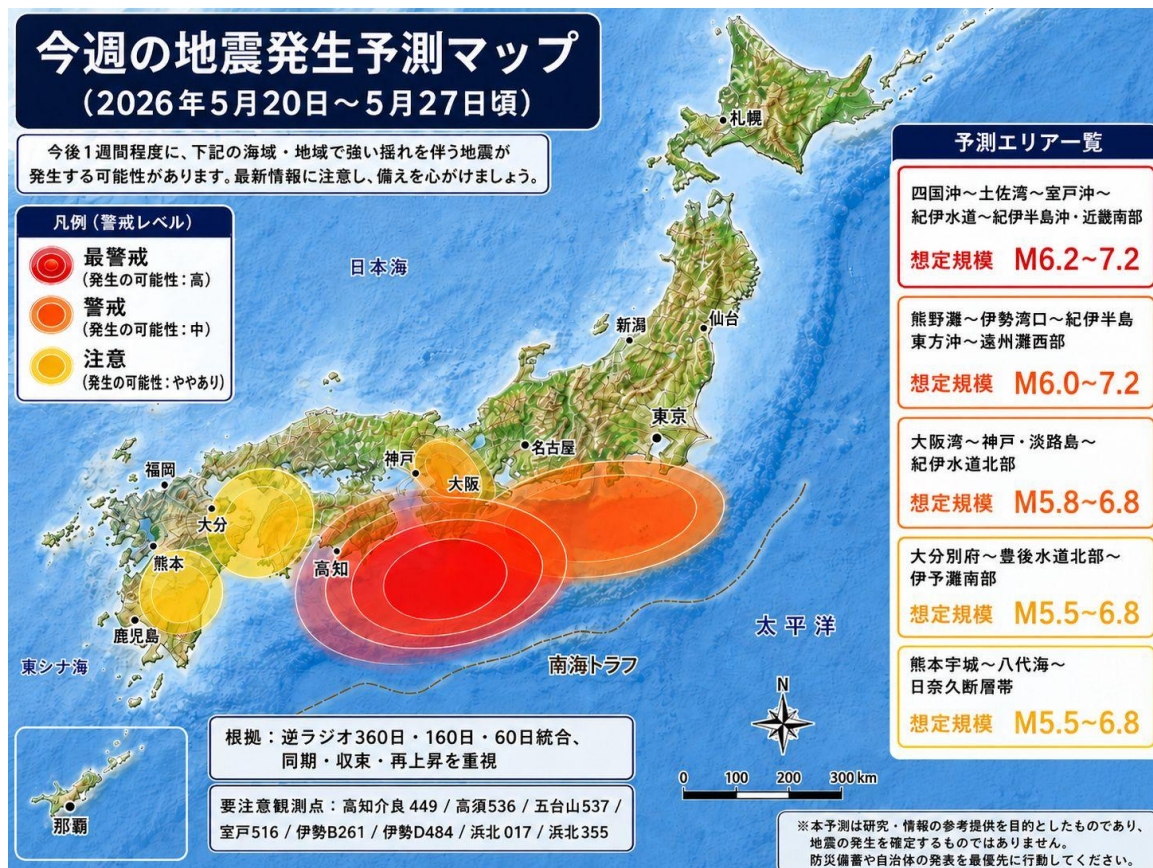 今週の地震発生予測マップ
(2026年5月20日～5月27日頃)
今後1週間程度に、下記の海域・地域で強い揺れを伴う地震が
発生する可能性があります。最新情報に注意し、備えを心がけましょう。
凡例(警戒レベル)
最警戒
(発生の可能性：高)
警戒
(発生の可能性：中)
注意
(発生の可能性：ややあり)
日本海
札幌
新潟
仙台
東京
名古屋
神戸
大阪
福岡
大分
熊本
高知
鹿児島
東シナ海
太平洋
南海トラフ
那覇
予測エリア一覧
四国沖～土佐湾～室戸沖～
紀伊水道～紀伊半島沖・近畿南部
想定規模 M6.2~7.2
熊野灘～伊勢湾口～紀伊半島
東方沖～遠州灘西部
想定規模 M6.0~7.2
大阪湾～神戸・淡路島～
紀伊水道北部
想定規模 M5.8~6.8
大分別府～豊後水道北部～
伊予灘南部
想定規模 M5.5~6.8
熊本宇城～八代海～
日奈久断層帯
想定規模 M5.5~6.8
根拠：逆ラジオ360日・160日・60日統合、
同期・収束・再上昇を重視
要注意観測点：高知介良449 / 高須536 / 五台山537 /
室戸516 / 伊勢B261 / 伊勢D484 / 浜北017 / 浜北355
N
0 100 200 300 km
※本予測は研究・情報の参考提供を目的としたものであり、
地震の発生を確定するものではありません。
防災備蓄や自治体の発表を最優先に行動してください。